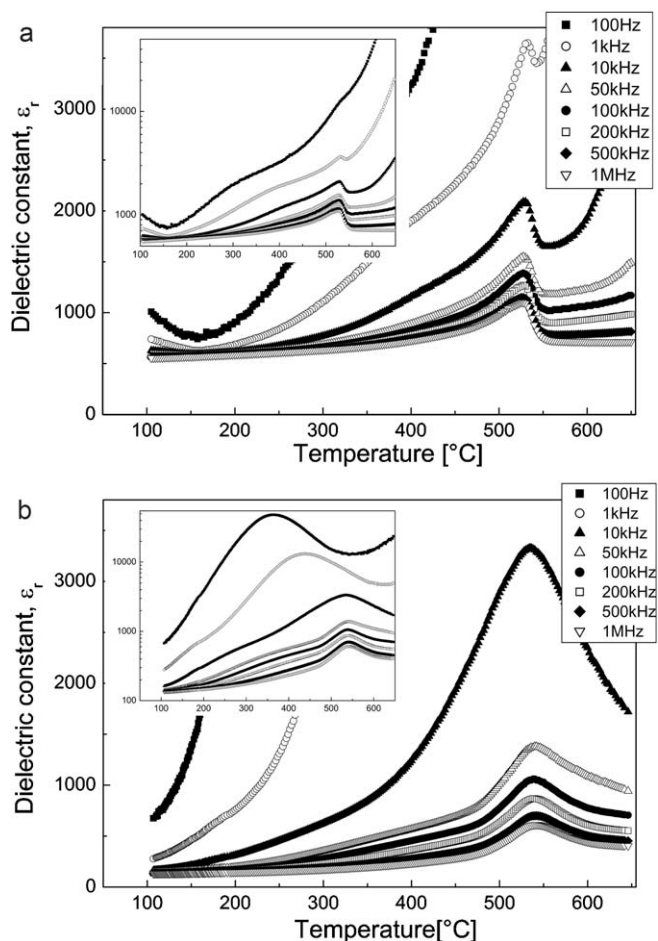 a
100Hz
1kHz
10kHz
50kHz
100kHz
200kHz
500kHz
1MHz
3000
2000
1000
0
Dielectric constant, εr
10000
1000
100 200 300 400 500 600
100 200 300 400 500 600
Temperature [°C]
b
100Hz
1kHz
10kHz
50kHz
100kHz
200kHz
500kHz
1MHz
3000
2000
1000
0
Dielectric constant, εr
10000
1000
100
100 200 300 400 500 600
100 200 300 400 500 600
Temperature[°C]